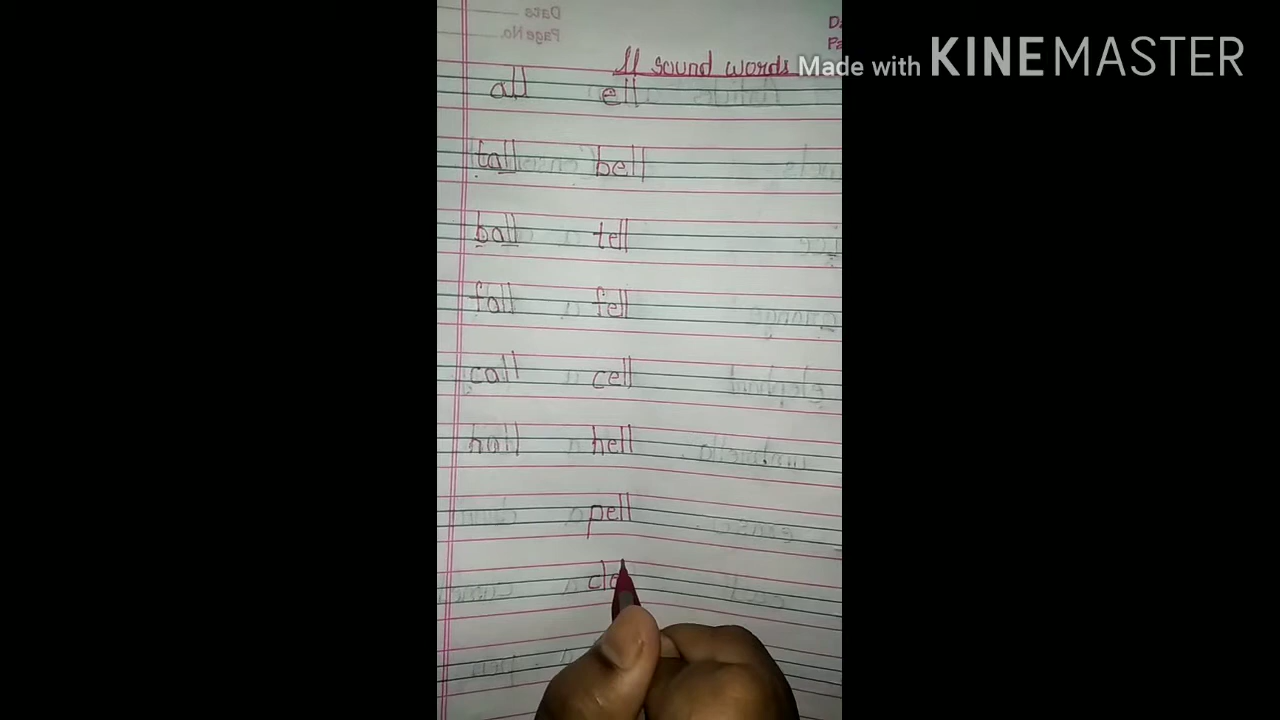 Date
Page No.
ll sound words
Made with KINEMASTER
all ell
tall bell
ball tell
fall fell
call cell
hall hell
pell